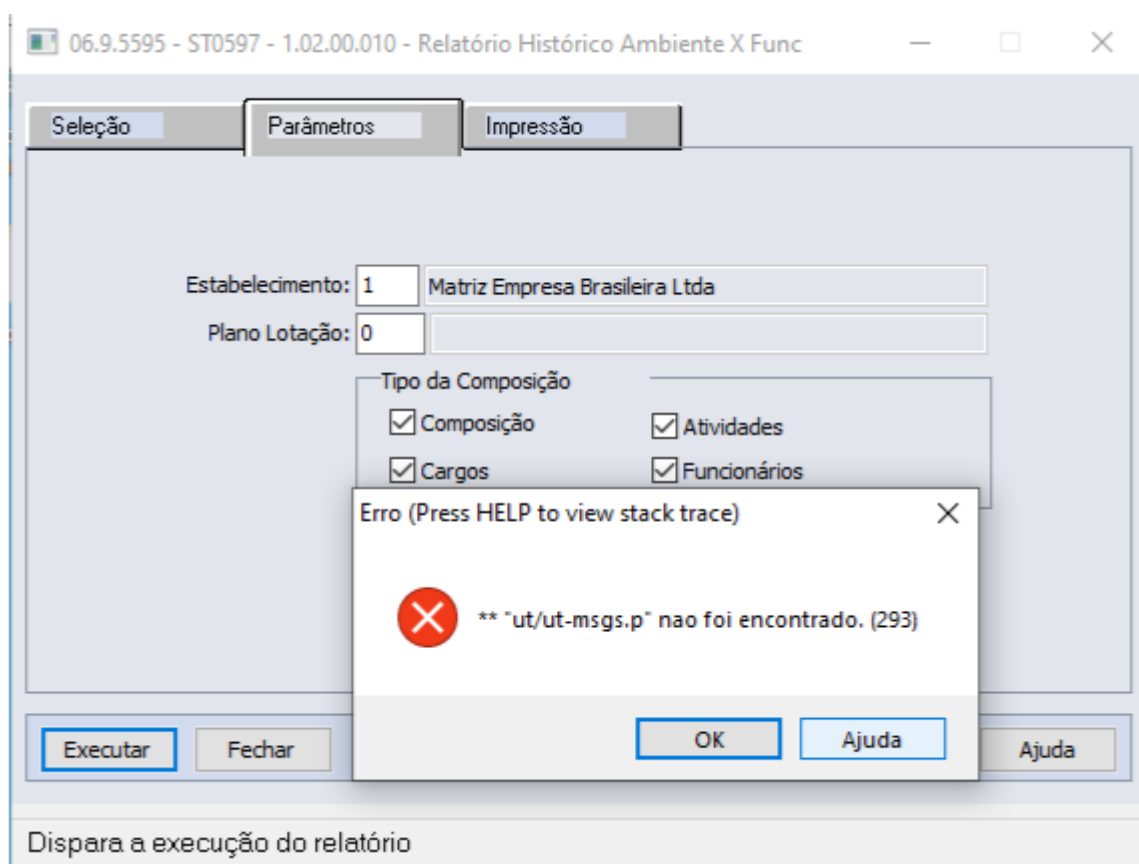 06.9.5595 - ST0597 - 1.02.00.010 - Relatório Histórico Ambiente X Func
Seleção
Parâmetros
Impressão
Estabelecimento: 1 Matriz Empresa Brasileira Ltda
Plano Lotação: 0
Tipo da Composição
Composição
Atividades
Cargos
Funcionários
Erro (Press HELP to view stack trace)
** "ut/ut-msgs.p" nao foi encontrado. (293)
OK
Ajuda
Executar
Fechar
Ajuda
Dispara a execução do relatório